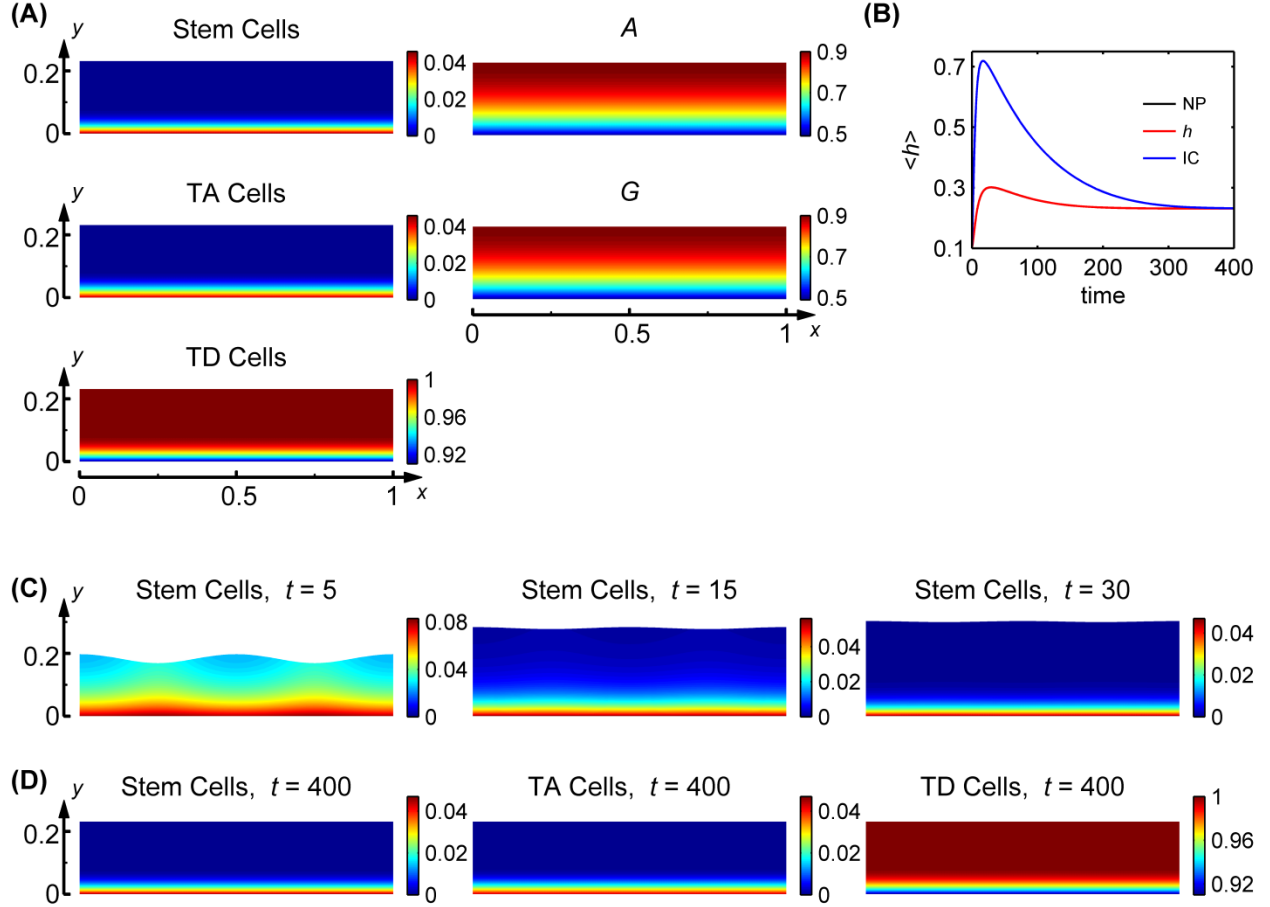 (A)
y
Stem Cells
0.2
0
0.04
0.02
0
A
0.9
0.7
0.5
y
TA Cells
0.2
0
0.04
0.02
0
G
0.9
0.7
0.5
0 0.5 1 x
y
TD Cells
0.2
0
1
0.96
0.92
0 0.5 1 x
(B)
<h>
0.7
0.5
0.3
0.1
NP
h
IC
0 100 200 300 400
time
(C)
y
Stem Cells, t = 5
0.2
0
0.08
0.04
0
Stem Cells, t = 15
0.04
0.02
0
Stem Cells, t = 30
0.04
0.02
0
(D)
y
Stem Cells, t = 400
0.2
0
0.04
0.02
0
TA Cells, t = 400
0.04
0.02
0
TD Cells, t = 400
1
0.96
0.92